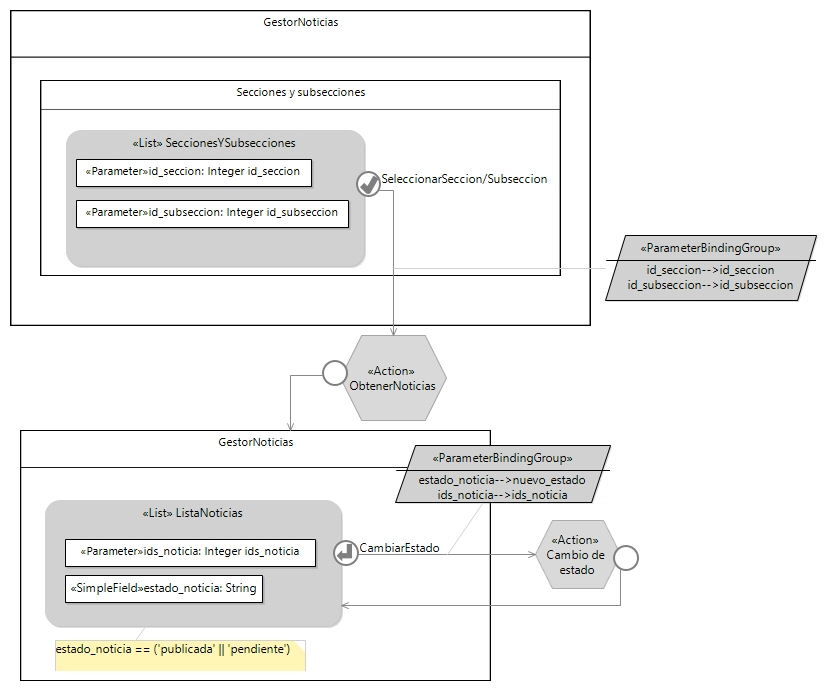 GestorNoticias
Secciones y subsecciones
«List» SeccionesYSubsecciones
«Parameter»id_seccion: Integer id_seccion
SeleccionarSeccion/Subseccion
«Parameter»id_subseccion: Integer id_subseccion
«ParameterBindingGroup»
id_seccion-->id_seccion
id_subseccion-->id_subseccion
«Action»
ObtenerNoticias
GestorNoticias
«ParameterBindingGroup»
estado_noticia-->nuevo_estado
ids_noticia-->ids_noticia
«List» ListaNoticias
«Parameter»ids_noticia: Integer ids_noticia
CambiarEstado
«Action»
Cambio de
estado
«SimpleField»estado_noticia: String
estado_noticia == ('publicada' || 'pendiente')